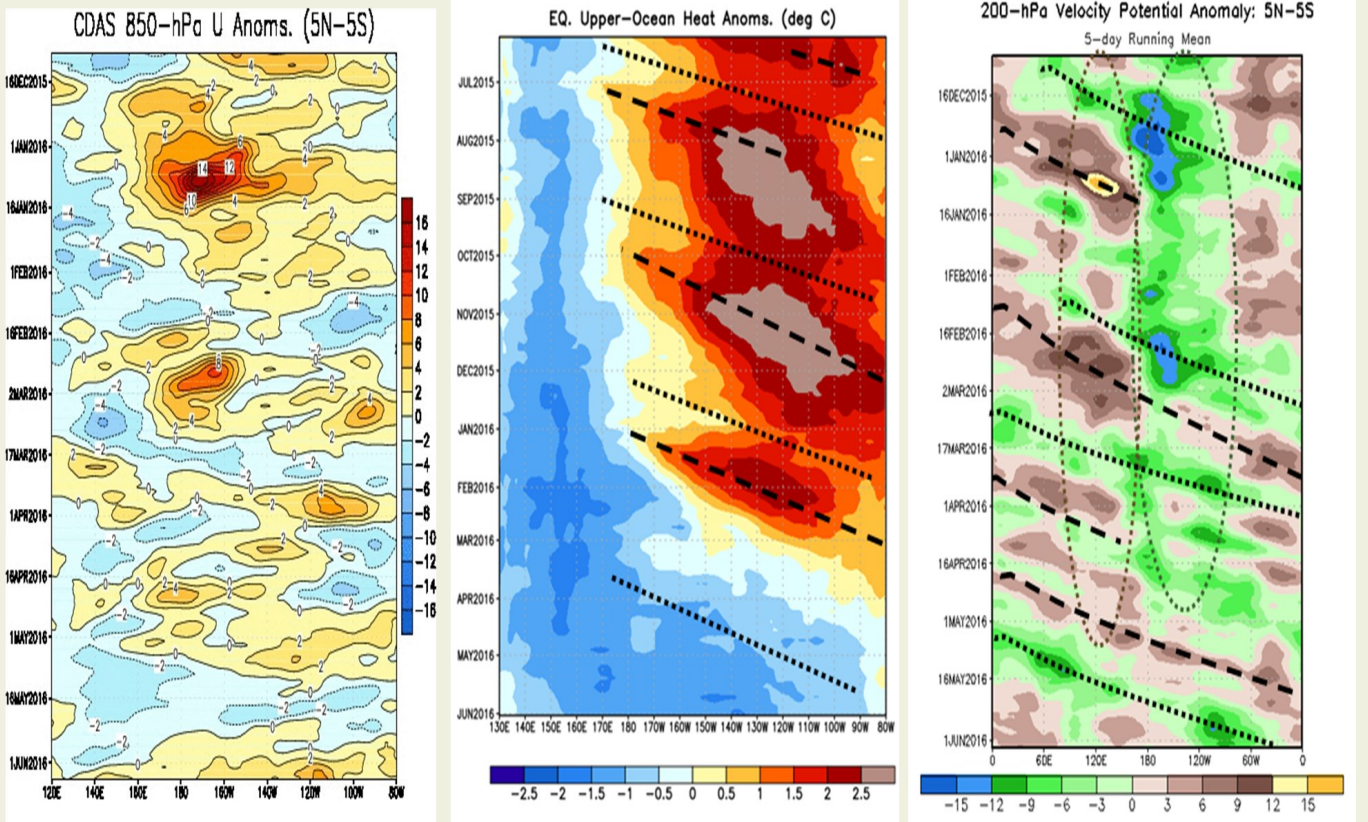 CDAS 850-hPa U Anoms. (5N-5S)
16DEC2015
1JAN2016
16JAN2016
1FEB2016
16FEB2016
2MAR2016
17MAR2016
1APR2016
16APR2016
1MAY2016
16MAY2016
1JUN2016
120E 140E 160E 180 160W 140W 120W 100W 80W
16
14
12
10
8
6
4
2
0
-2
-4
-6
-8
-10
-12
-14
-16
EQ. Upper-Ocean Heat Anoms. (deg C)
JUL2015
AUG2015
SEP2015
OCT2015
NOV2015
DEC2015
JAN2016
FEB2016
MAR2016
APR2016
MAY2016
JUN2016
130E 140E 150E 160E 170E 180 170W 160W 150W 140W 130W 120W 110W 100W 90W 80W
-2.5 -2 -1.5 -1 -0.5 0 0.5 1 1.5 2 2.5
200-hPa Velocity Potential Anomaly: 5N-5S
5-day Running Mean
16DEC2015
1JAN2016
16JAN2016
1FEB2016
16FEB2016
2MAR2016
17MAR2016
1APR2016
16APR2016
1MAY2016
16MAY2016
1JUN2016
0 60E 120E 180 120W 60W 0
-15 -12 -9 -6 -3 0 3 6 9 12 15